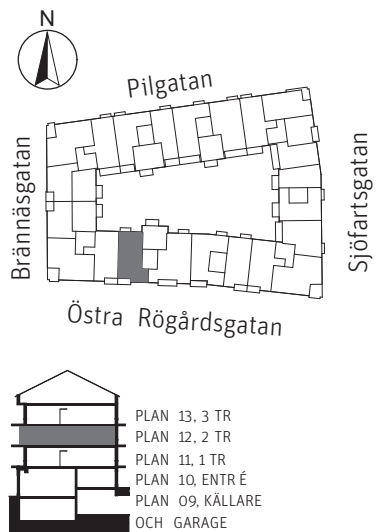 N
Pilgatan
Brännäsgatan
Sjöfartsgatan
Östra Rögårdsgatan
PLAN 13, 3 TR
PLAN 12, 2 TR
PLAN 11, 1 TR
PLAN 10, ENTR É
PLAN 09, KÄLLARE
OCH GARAGE